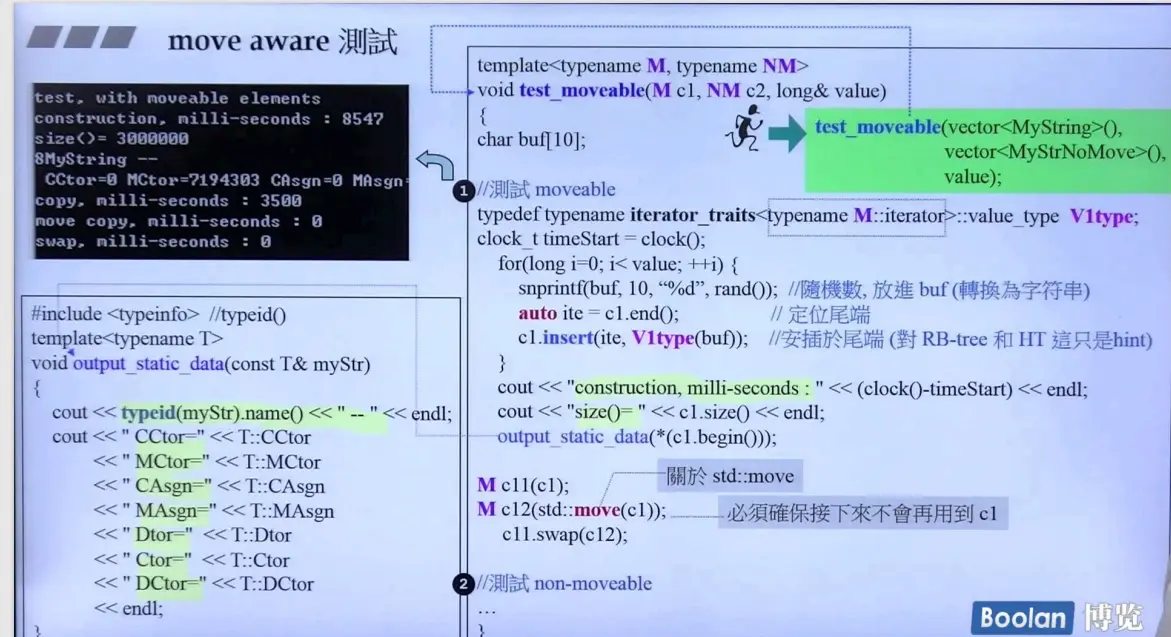 move aware 測試
test, with moveable elements
construction, milli-seconds : 8547
size()= 3000000
8MyString --
CCtor=0 MCtor=7194303 CAsgn=0 MAsgn=
copy, milli-seconds : 3500
move copy, milli-seconds : 0
swap, milli-seconds : 0
#include <typeinfo> //typeid()
template<typename T>
void output_static_data(const T& myStr)
{
cout << typeid(myStr).name() << " -- " << endl;
cout << " CCtor=" << T::CCtor
<< " MCtor=" << T::MCtor
<< " CAsgn=" << T::CAsgn
<< " MAsgn=" << T::MAsgn
<< " Dtor=" << T::Dtor
<< " Ctor=" << T::Ctor
<< " DCtor=" << T::DCtor
<< endl;
}
template<typename M, typename NM>
void test_moveable(M c1, NM c2, long& value)
{
char buf[10];
test_moveable(vector<MyString>(),
vector<MyStrNoMove>(),
value);
1 //測試 moveable
typedef typename iterator_traits<typename M::iterator>::value_type V1type;
clock_t timeStart = clock();
for(long i=0; i< value; ++i) {
snprintf(buf, 10, “%d”, rand()); //隨機數, 放進 buf (轉換為字符串)
auto ite = c1.end(); // 定位尾端
c1.insert(ite, V1type(buf)); //安插於尾端 (對 RB-tree 和 HT 這只是hint)
}
cout << "construction, milli-seconds : " << (clock()-timeStart) << endl;
cout << "size()= " << c1.size() << endl;
output_static_data(*(c1.begin()));
關於 std::move
M c11(c1);
M c12(std::move(c1)); 必須確保接下來不會再用到 c1
c11.swap(c12);
2 //測試 non-moveable
...
}
Boolan 博览